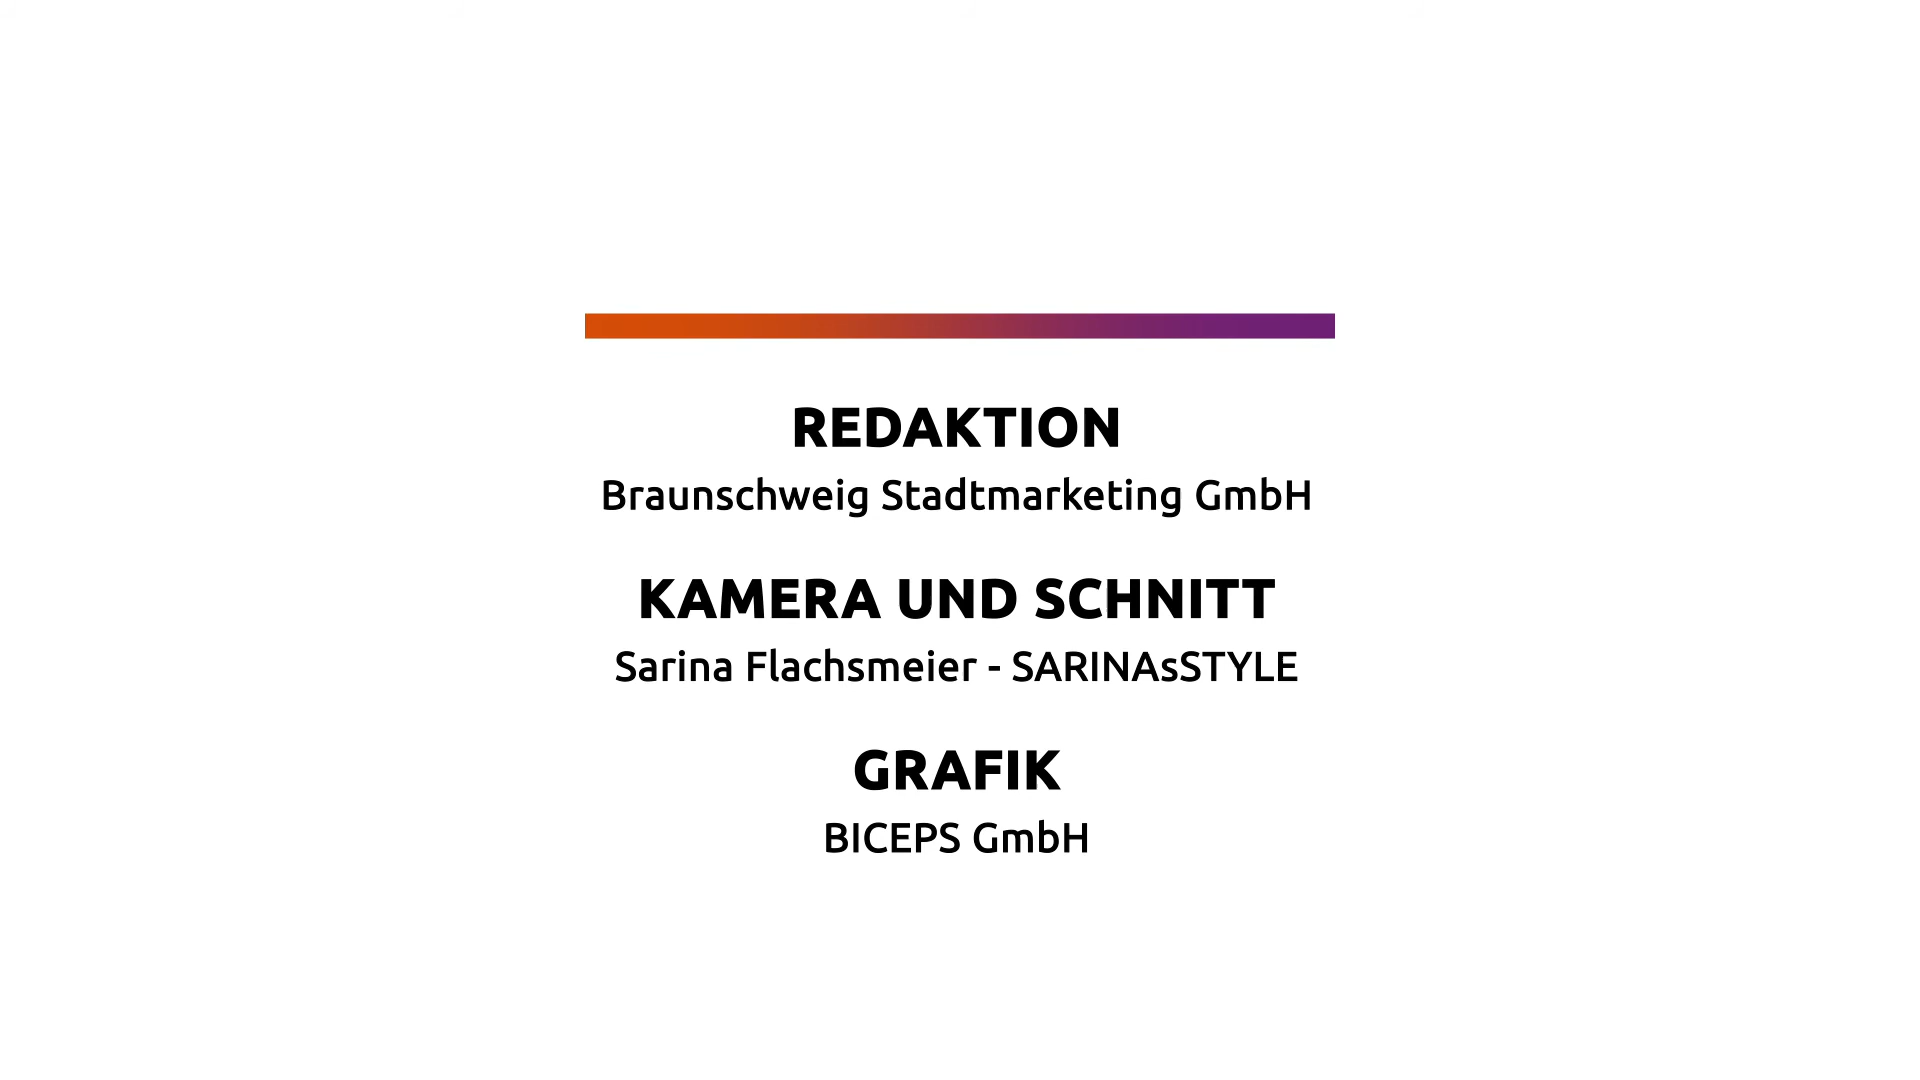 REDAKTION
Braunschweig Stadtmarketing GmbH
KAMERA UND SCHNITT
Sarina Flachsmeier - SARINAsSTYLE
GRAFIK
BICEPS GmbH